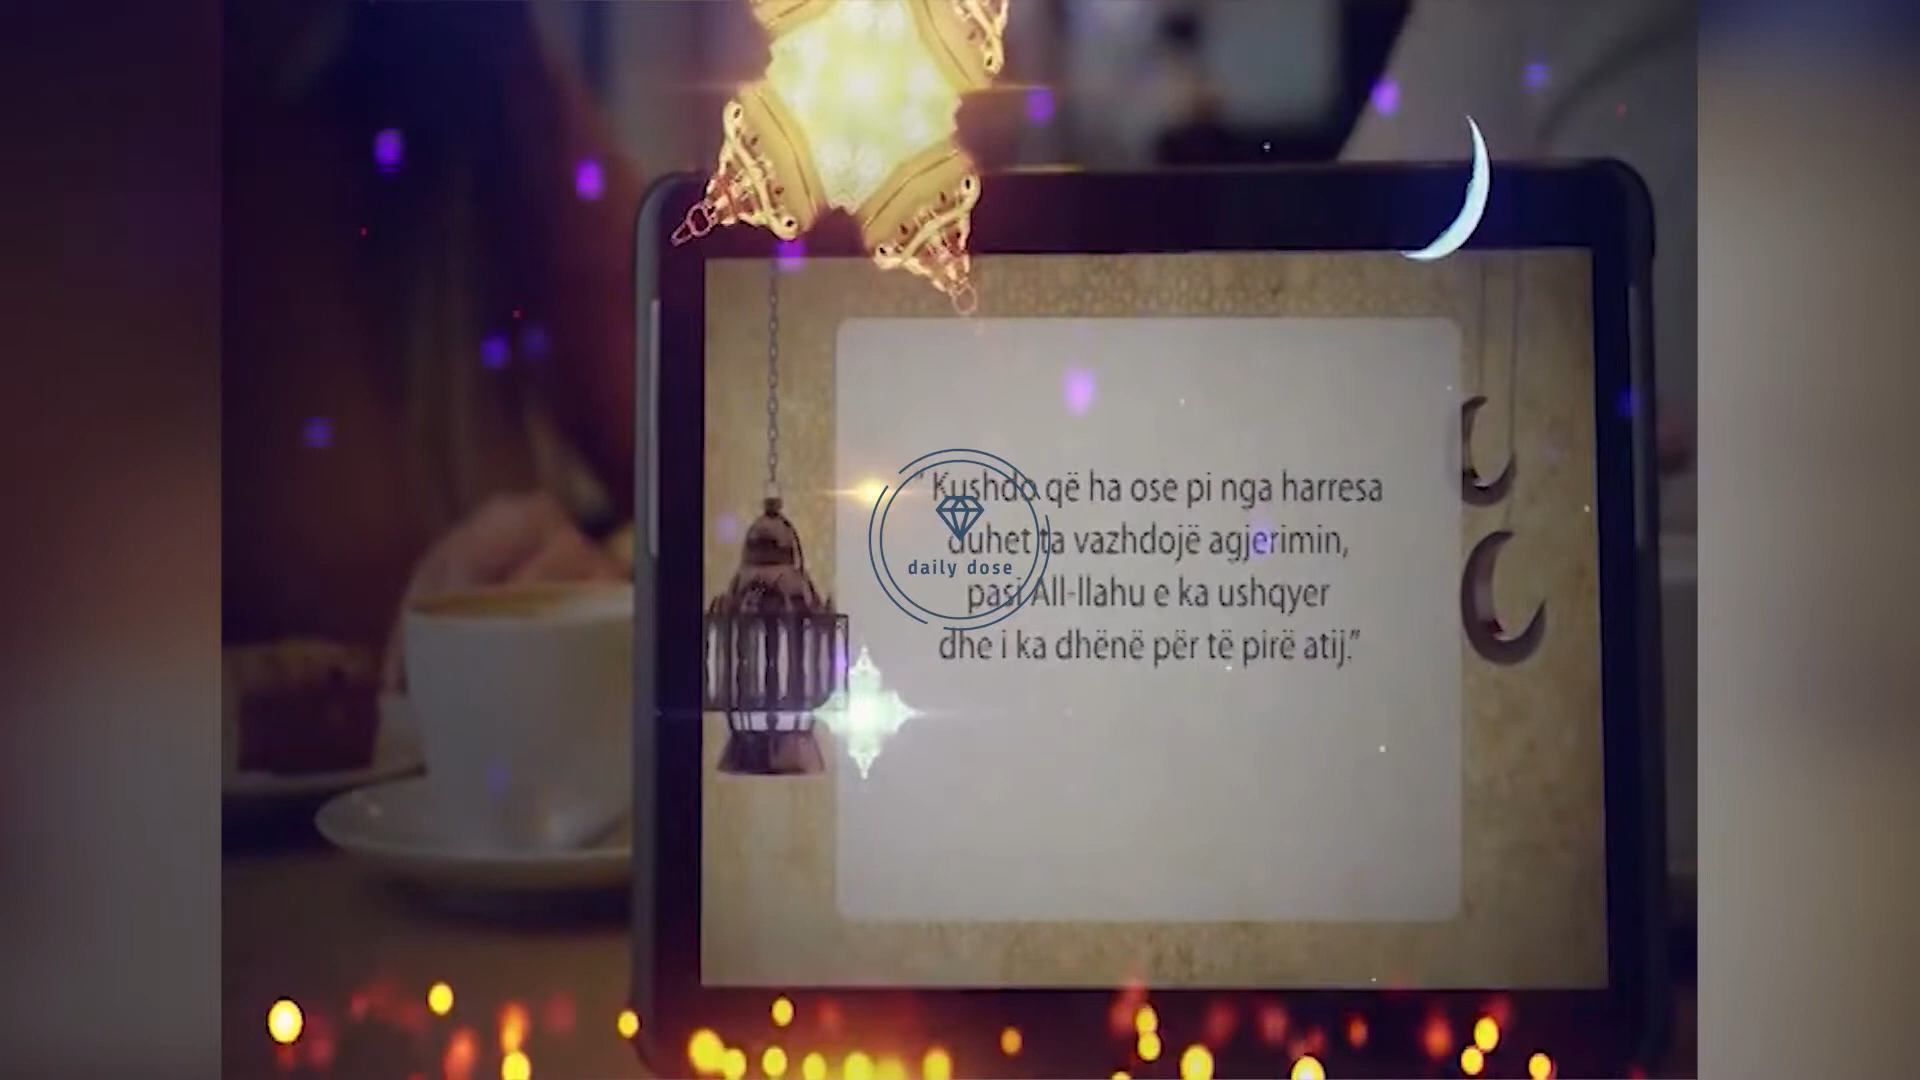 “Kushdo që ha ose pi nga harresa
duhet ta vazhdojë agjërimin,
pasi All-llahu e ka ushqyer
dhe i ka dhënë për të pirë atij.”
daily dose